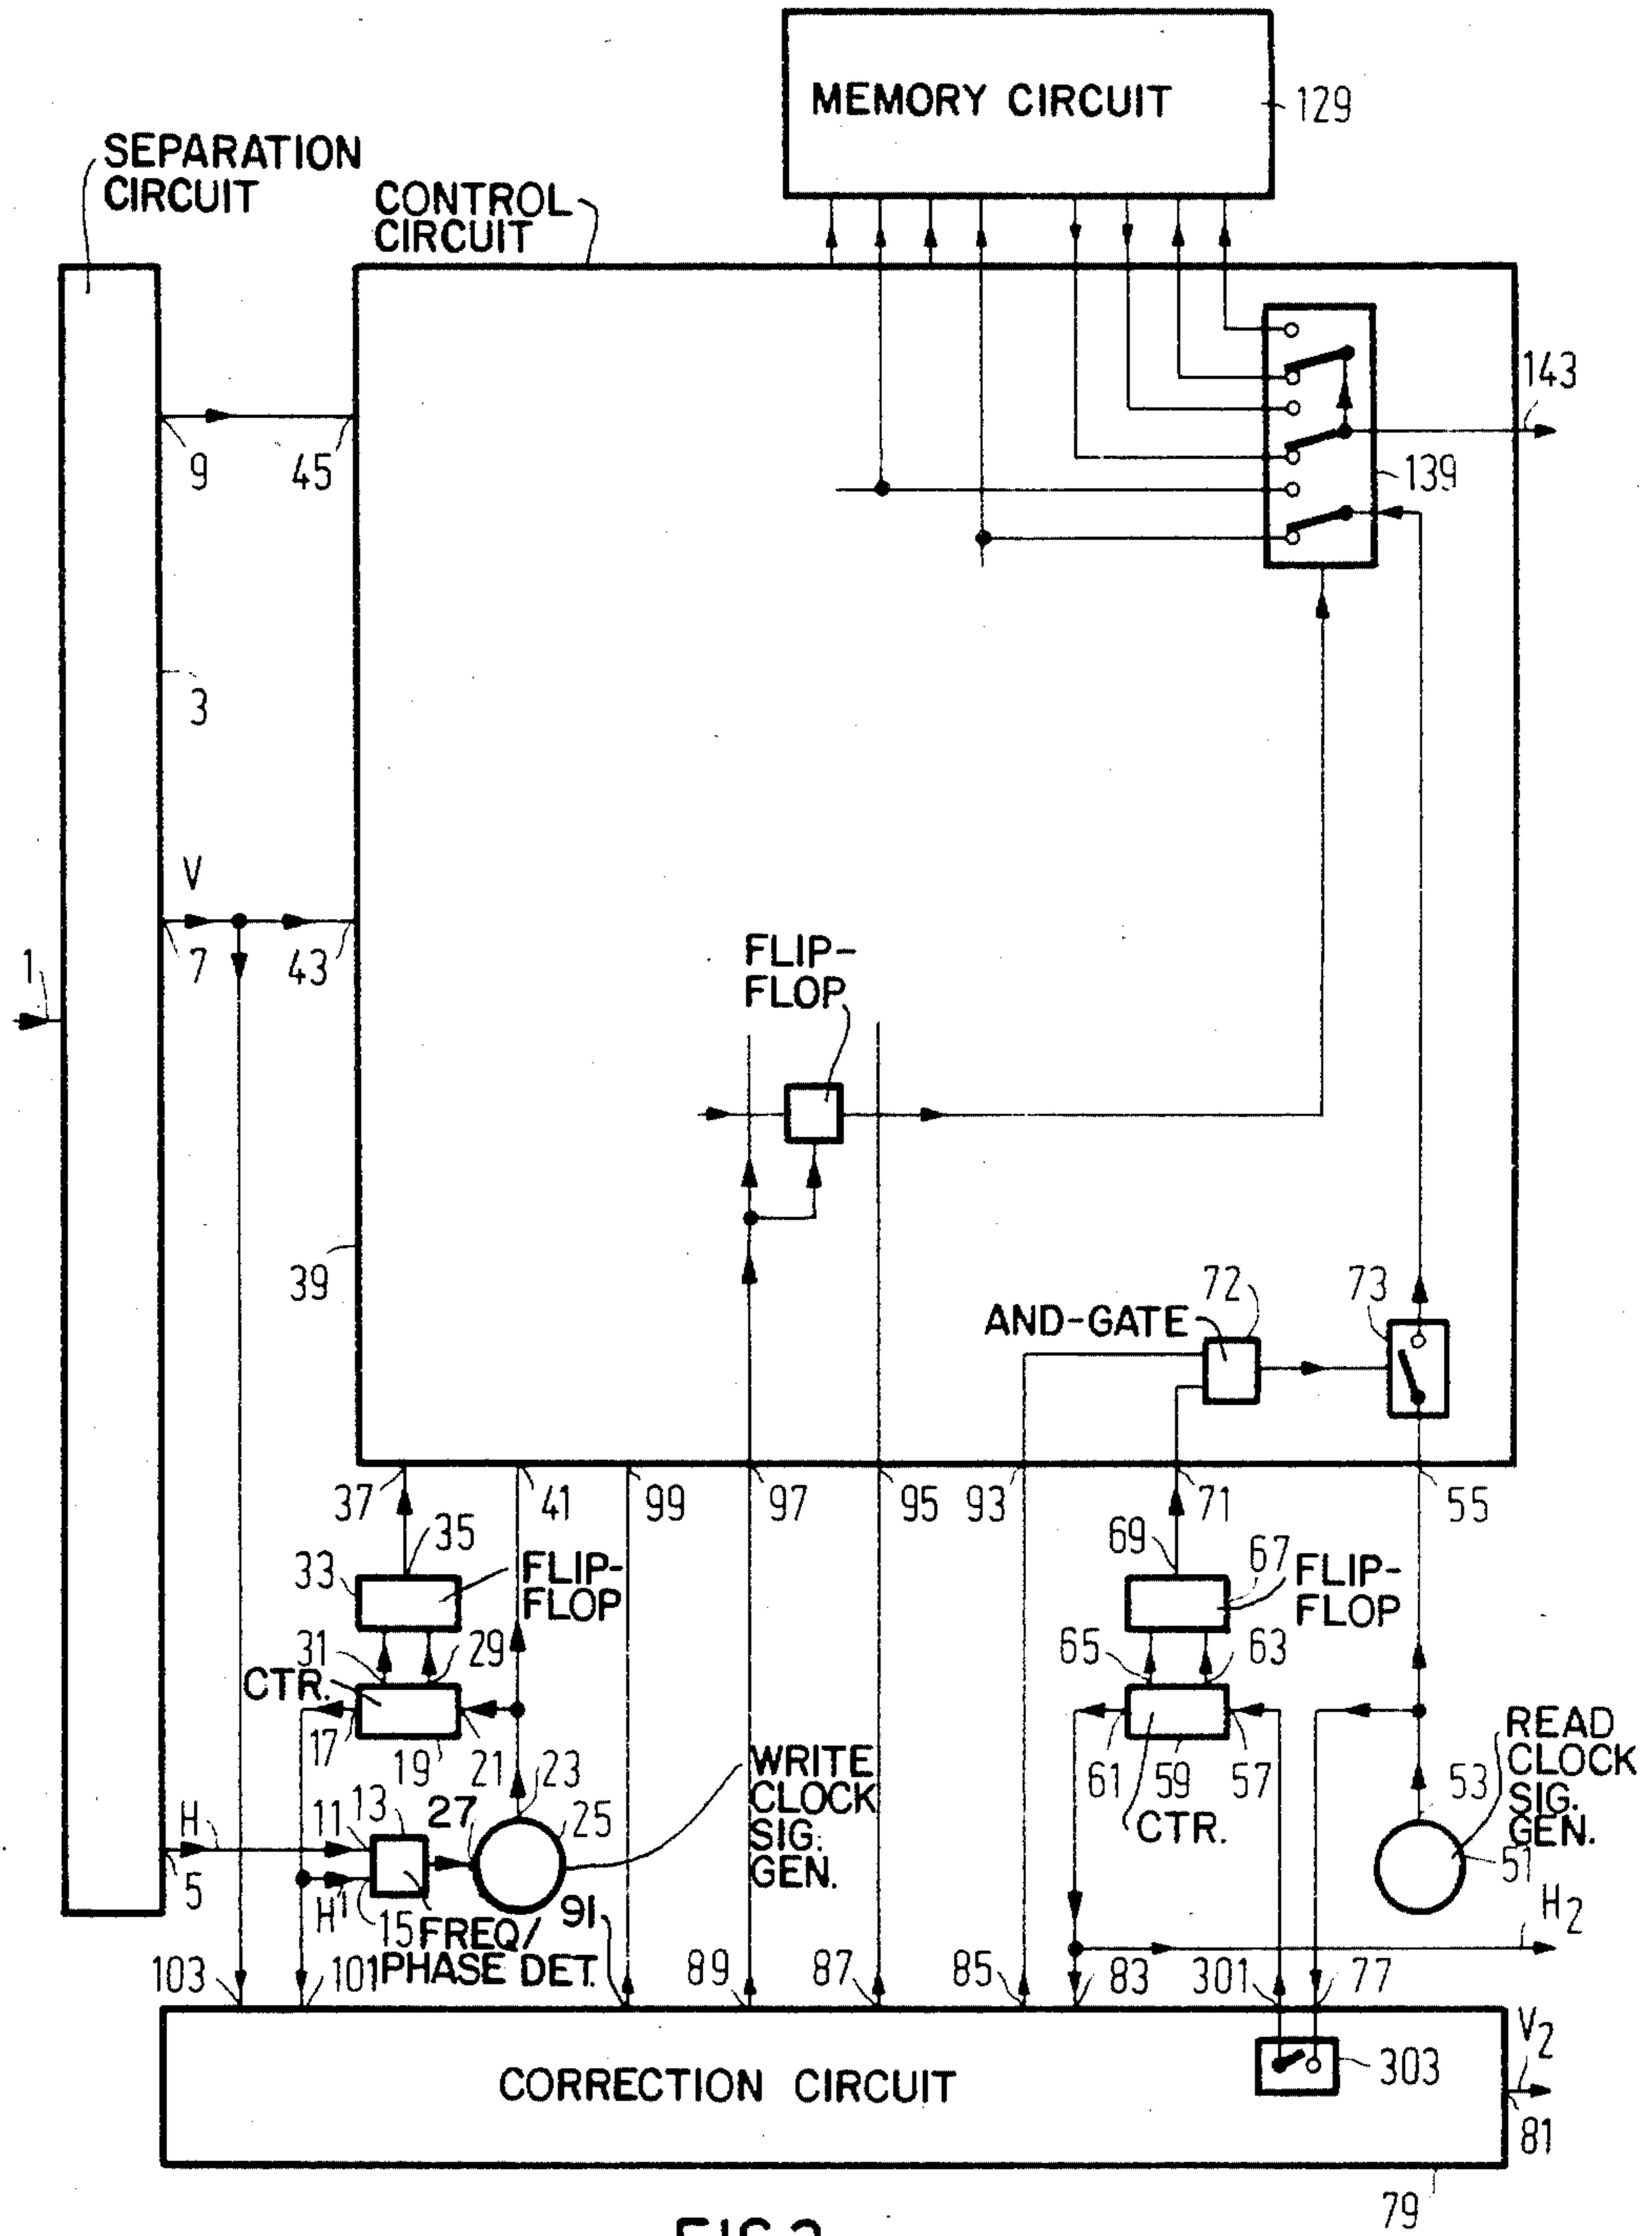 MEMORY CIRCUIT
129
SEPARATION
CIRCUIT
CONTROL
CIRCUIT
143
9
45
139
3
V
7
43
1
FLIP-
FLOP
39
72
73
AND-GATE
37
41
99
97
95
93
71
55
35
69
33
FLIP-
FLOP
67
FLIP-
FLOP
31
29
65
63
CTR.
17
19
21
23
WRITE
CLOCK
SIG.
GEN.
61
59
57
CTR.
53
READ
CLOCK
SIG.
GEN.
51
H
11
13
27
25
5
H'
15
FREQ/
PHASE DET.
91
H2
103
101
89
87
85
83
301
77
V2
CORRECTION CIRCUIT
303
81
79